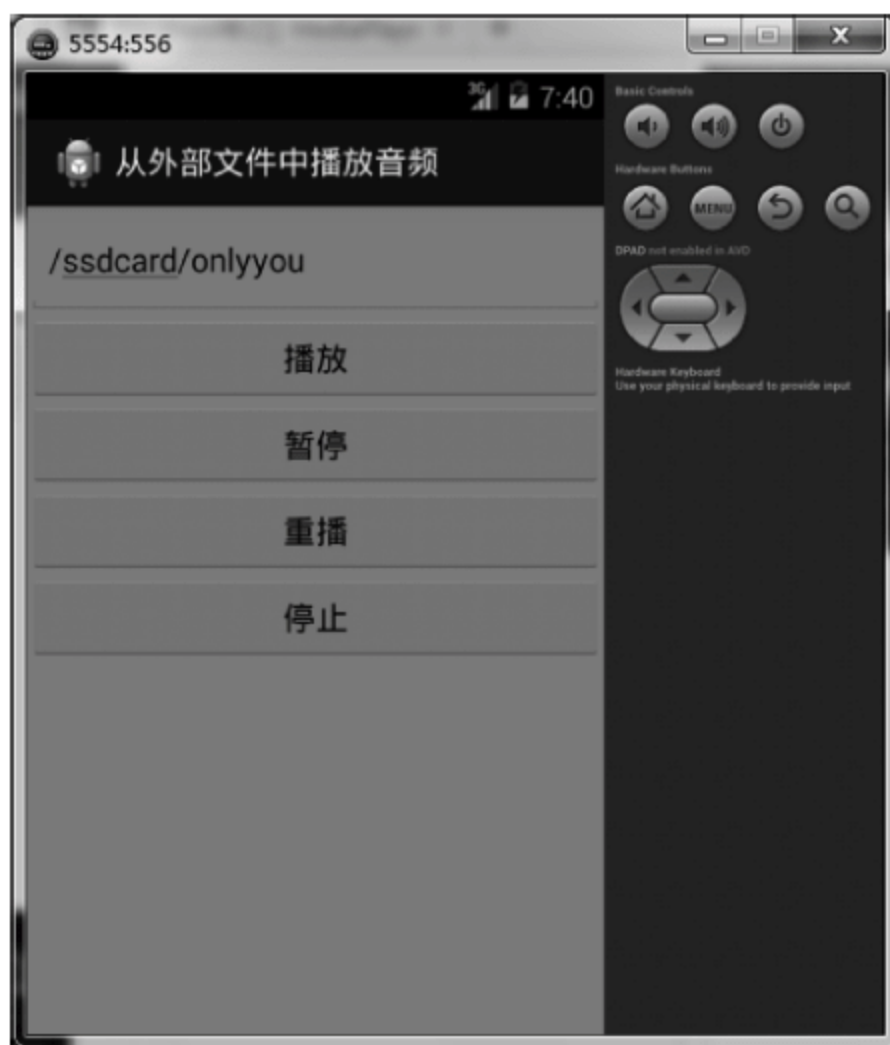 5554:556
3G 7:40
从外部文件中播放音频
/ssdcard/onlyyou
播放
暂停
重播
停止
Basic Controls
Hardware Buttons
MENU
DPAD not enabled in AVD
Hardware Keyboard
Use your physical keyboard to provide input